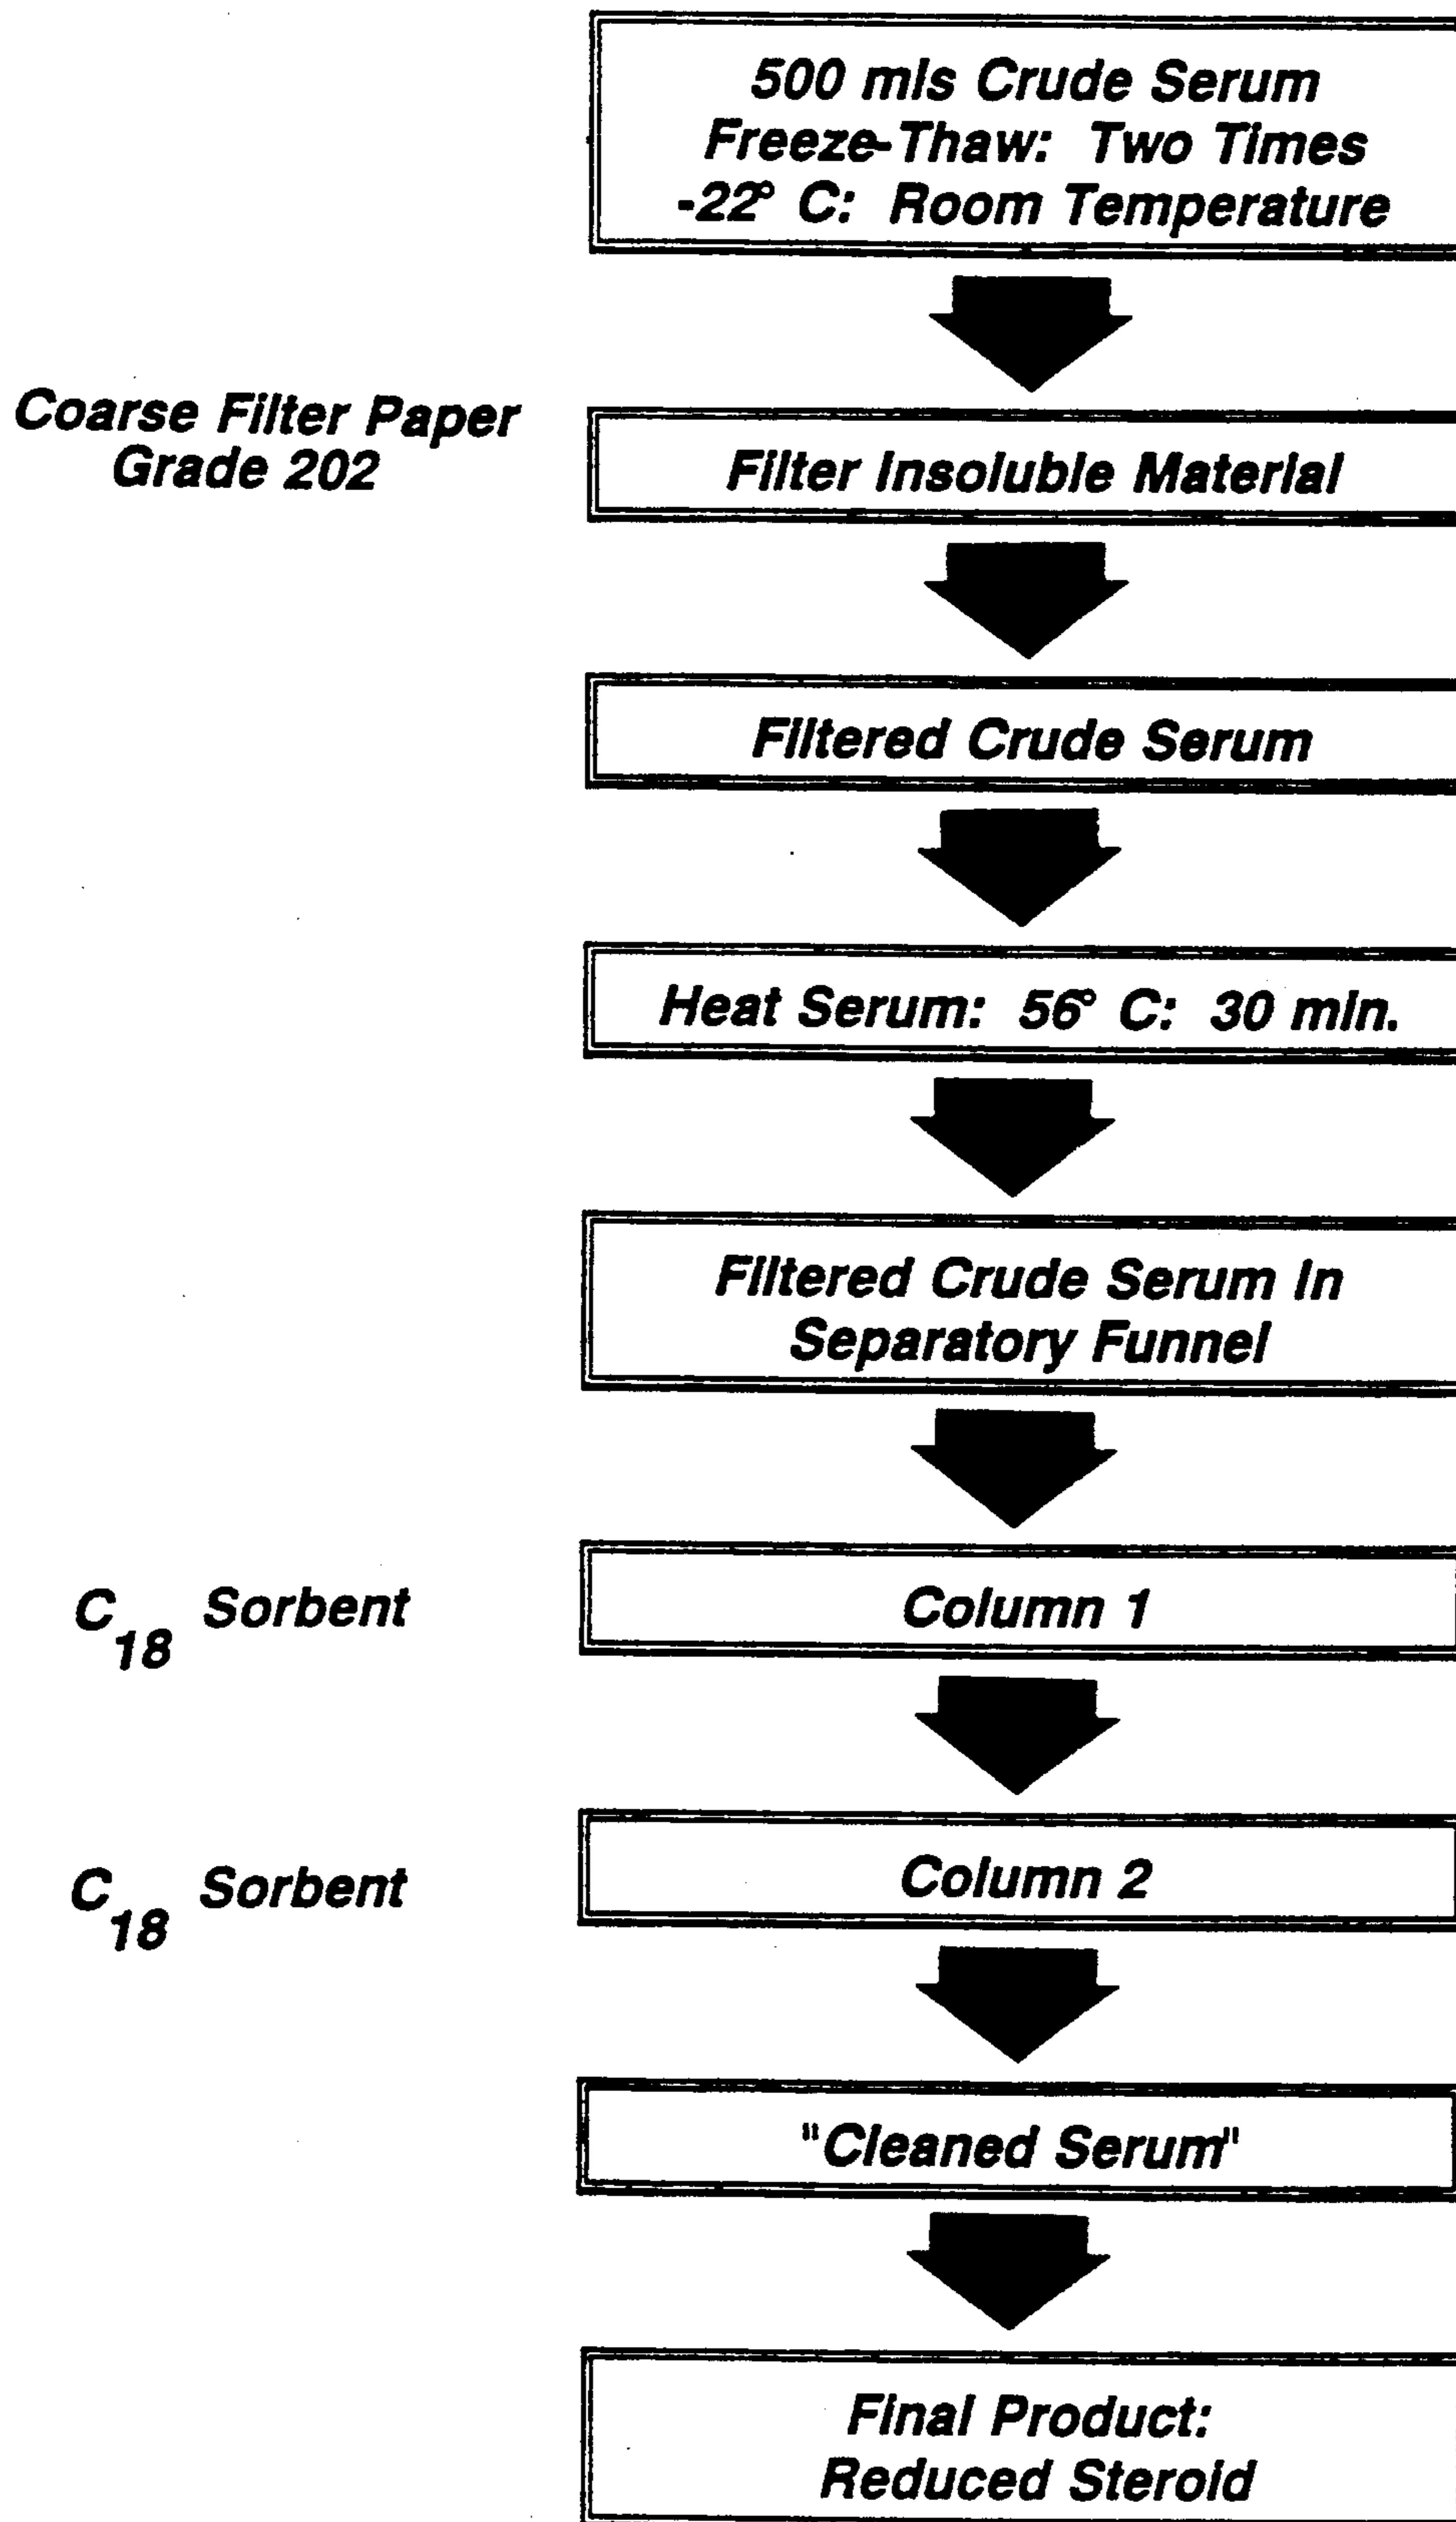 500 mls Crude Serum
Freeze-Thaw: Two Times
-22° C: Room Temperature
Coarse Filter Paper
Grade 202
Filter Insoluble Material
Filtered Crude Serum
Heat Serum: 56° C: 30 min.
Filtered Crude Serum in
Separatory Funnel
C18 Sorbent
Column 1
C18 Sorbent
Column 2
"Cleaned Serum"
Final Product:
Reduced Steroid